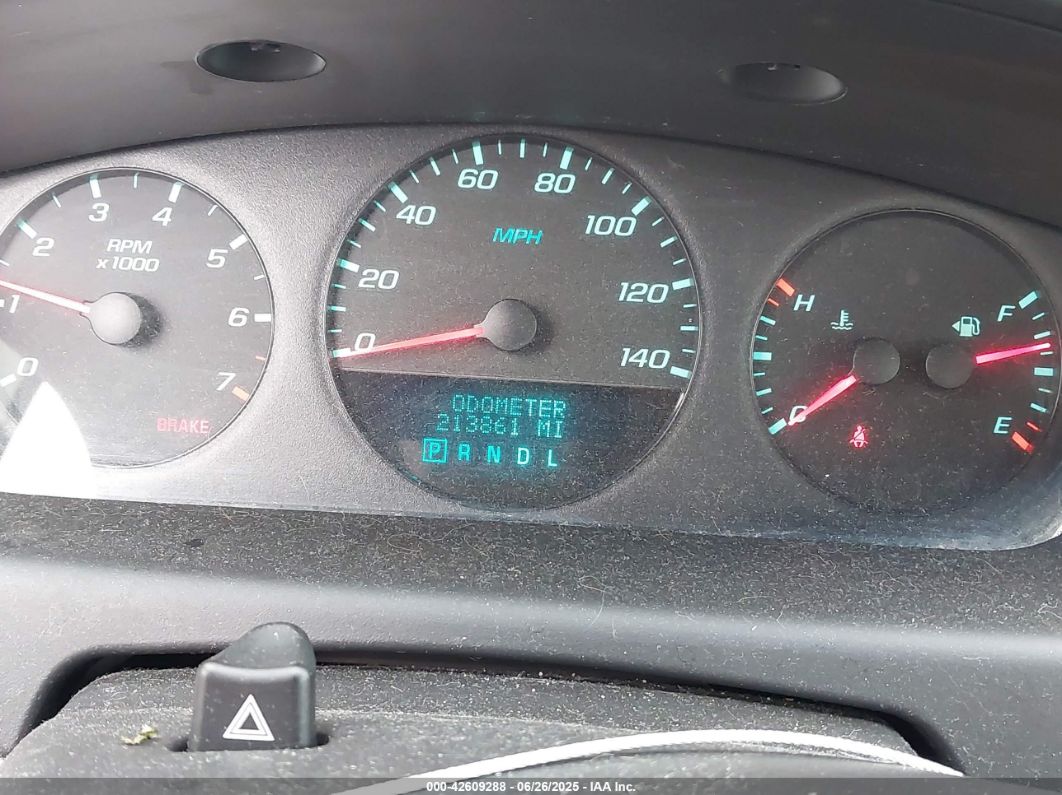 0
1
2
3
4
5
6
7
RPM
x1000
BRAKE
0
20
40
60
80
100
120
140
MPH
ODOMETER
213861 MI
P R N D L
H
C
F
E
000-42609288 - 06/26/2025 - IAA Inc.